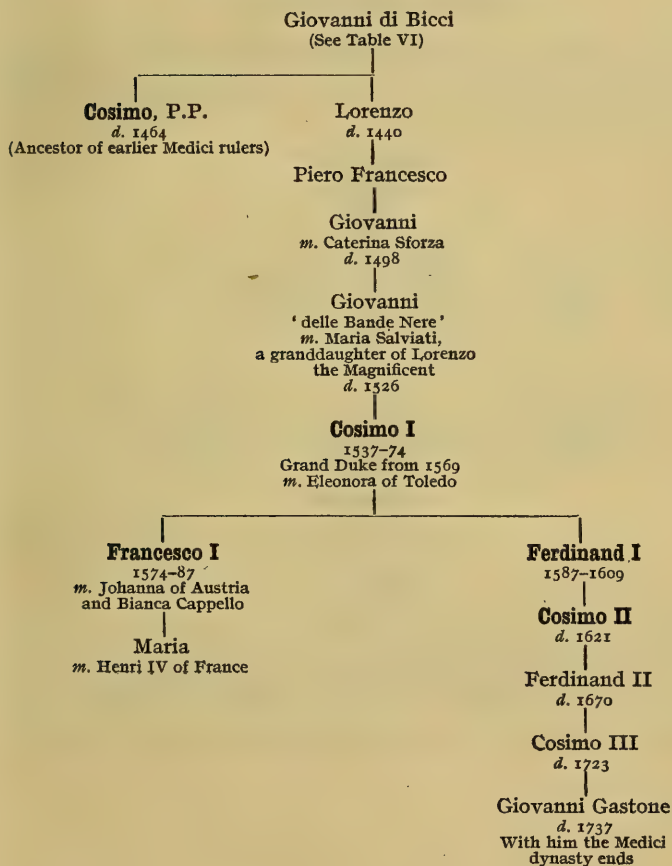 Giovanni di Bicci
(See Table VI)
Cosimo, P.P.
d. 1464
(Ancestor of earlier Medici rulers)
Lorenzo
d. 1440
Piero Francesco
Giovanni
m. Caterina Sforza
d. 1498
Giovanni
‘delle Bande Nere’
m. Maria Salviati,
a granddaughter of Lorenzo
the Magnificent
d. 1526
Cosimo I
1537–74
Grand Duke from 1569
m. Eleonora of Toledo
Francesco I
1574–87
m. Johanna of Austria
and Bianca Cappello
Maria
m. Henri IV of France
Ferdinand I
1587–1609
Cosimo II
d. 1621
Ferdinand II
d. 1670
Cosimo III
d. 1723
Giovanni Gastone
d. 1737
With him the Medici
dynasty ends